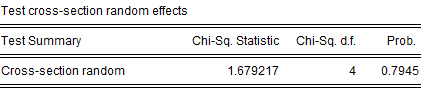 Test cross-section random effects
Test Summary Chi-Sq. Statistic Chi-Sq. d.f. Prob.
Cross-section random 1.679217 4 0.7945